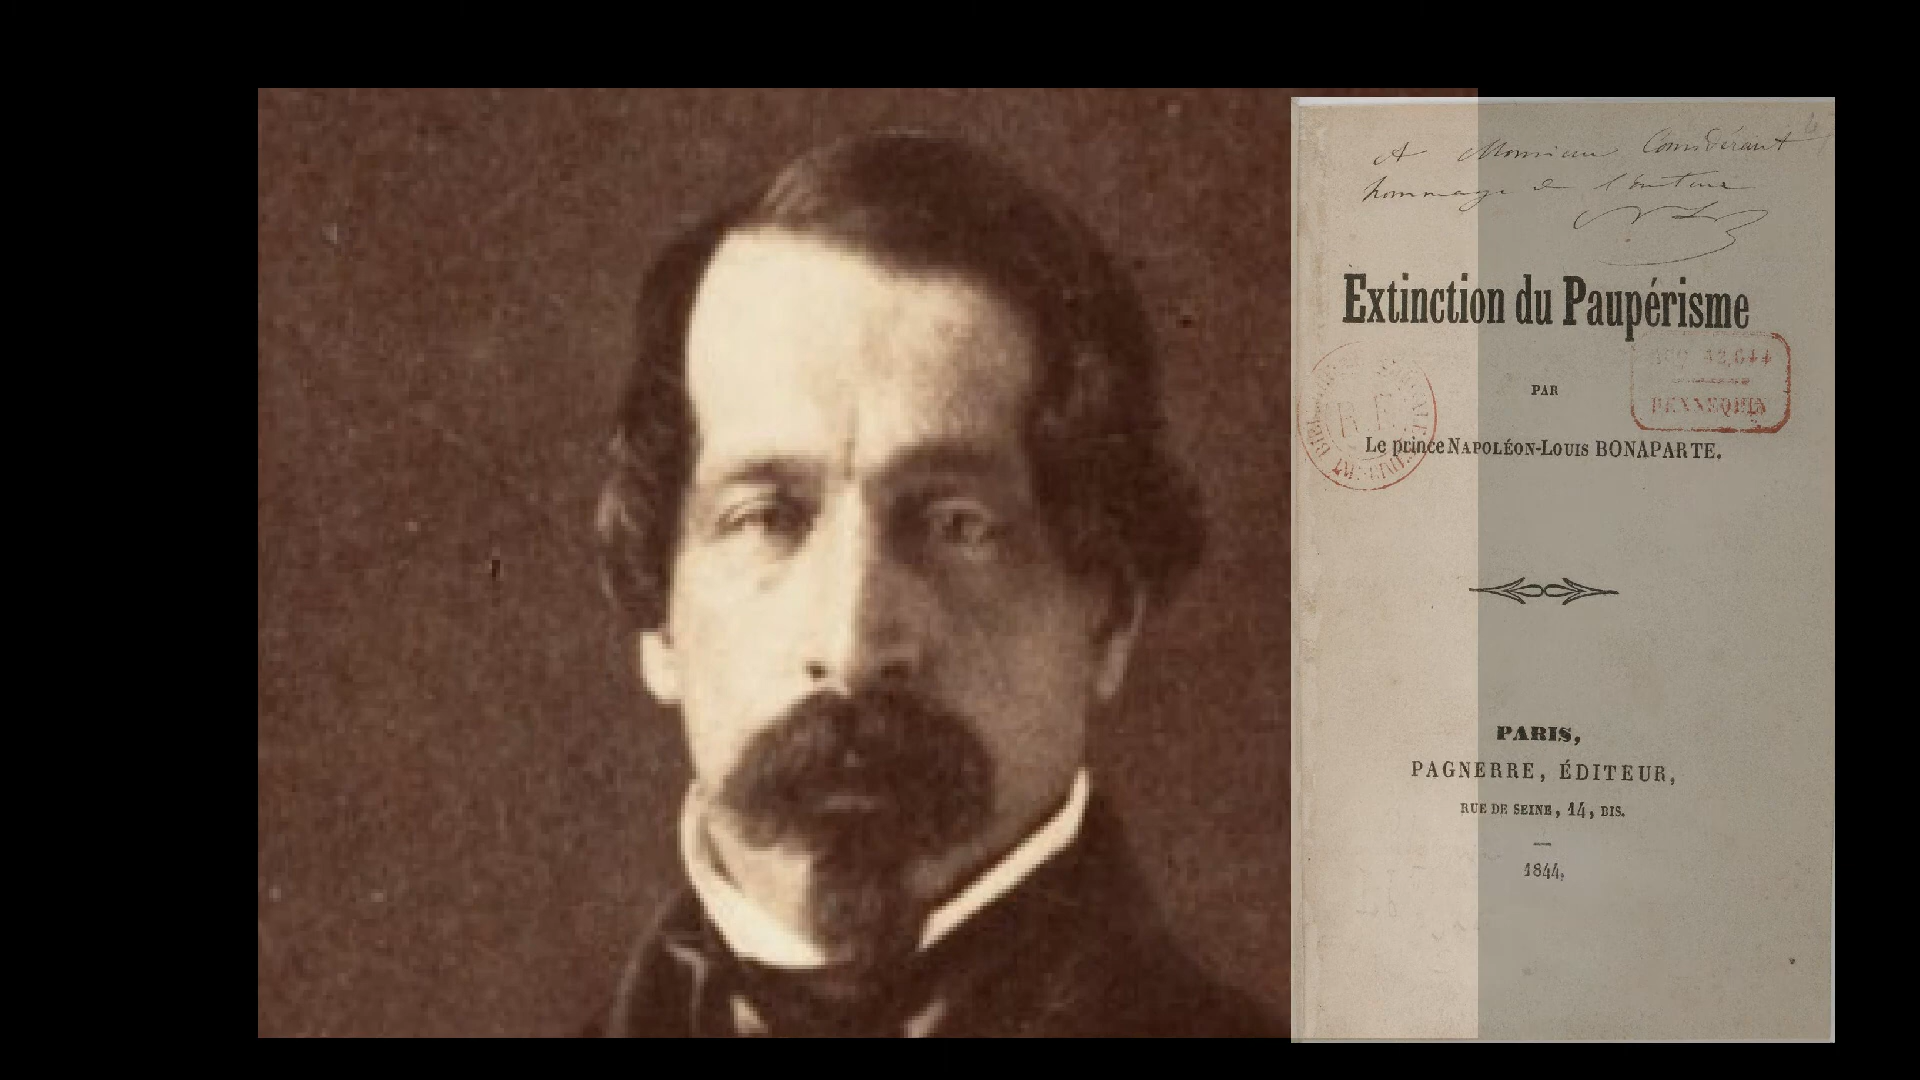 A Monsieur Considérant
hommage de l'auteur
Extinction du Paupérisme
PAR
Le prince NAPOLÉON-LOUIS BONAPARTE.
PARIS,
PAGNERRE, ÉDITEUR,
RUE DE SEINE, 14, BIS.
1844.